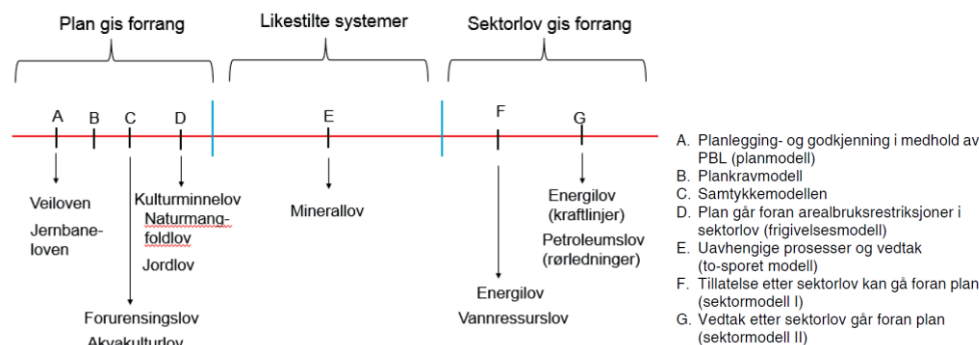 Plan gis forrang
Likestilte systemer
Sektorlov gis forrang
A
B
C
D
E
F
G
Veiloven
Jernbane-
loven
Kulturminnelov
Naturmang-
foldlov
Jordlov
Minerallov
Energilov
(kraftlinjer)
Petroleumslov
(rørledninger)
Forurensingslov
Akvakulturlov
Energilov
Vannressurslov
A. Planlegging- og godkjenning i medhold av
PBL (planmodell)
B. Plankravmodell
C. Samtykkemodellen
D. Plan går foran arealbruksrestriksjoner i
sektorlov (frigivelsesmodell)
E. Uavhengige prosesser og vedtak
(to-sporet modell)
F. Tillatelse etter sektorlov kan gå foran plan
(sektormodell I)
G. Vedtak etter sektorlov går foran plan
(sektormodell II)